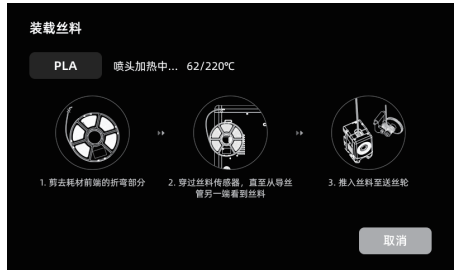 装载丝料
PLA
喷头加热中... 62/220℃
1. 剪去耗材前端的折弯部分
2. 穿过丝料传感器，直至从导丝
管另一端看到丝料
3. 推入丝料至送丝轮
取消